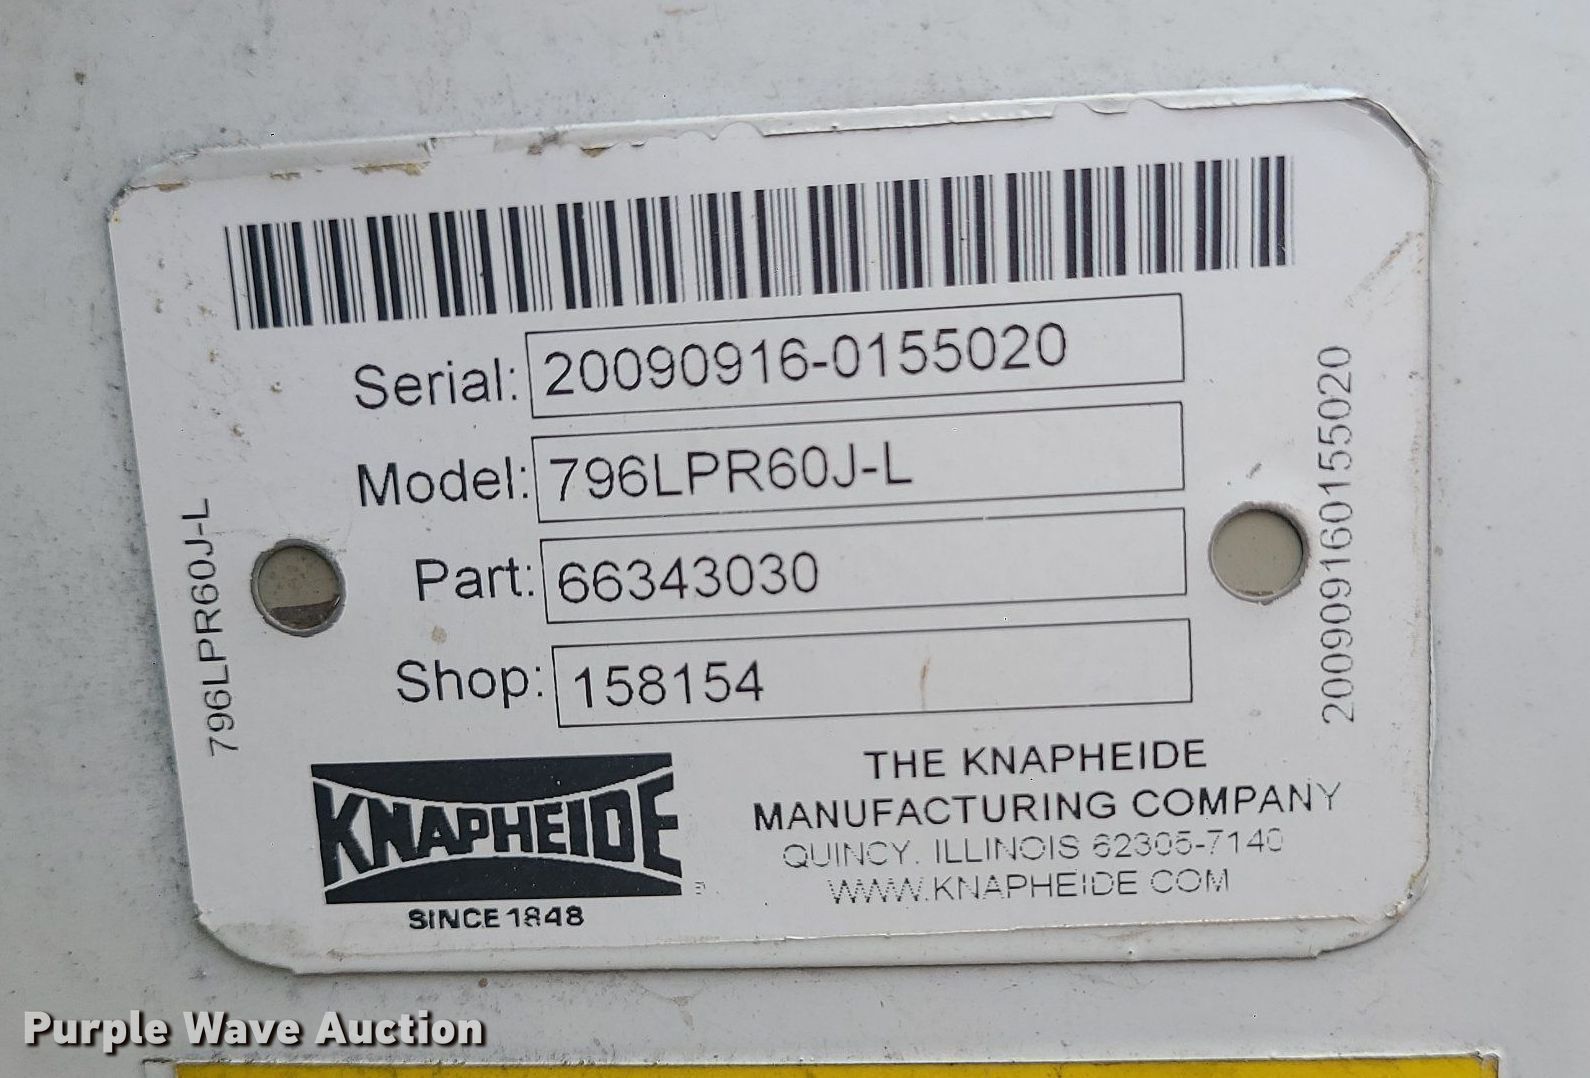 Serial: 20090916-0155020
Model: 796LPR60J-L
Part: 66343030
Shop: 158154
796LPR60J-L
200909160155020
KNAPHEIDE
SINCE 1848
THE KNAPHEIDE
MANUFACTURING COMPANY
QUINCY, ILLINOIS 62305-7140
WWW.KNAPHEIDE.COM
Purple Wave Auction